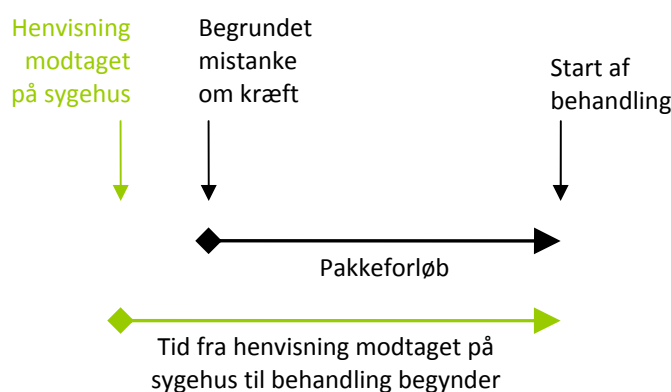 Henvisning
modtaget
på sygehus
Begrundet
mistanke
om kræft
Start af
behandling
Pakkeforløb
Tid fra henvisning modtaget på
sygehus til behandling begynder